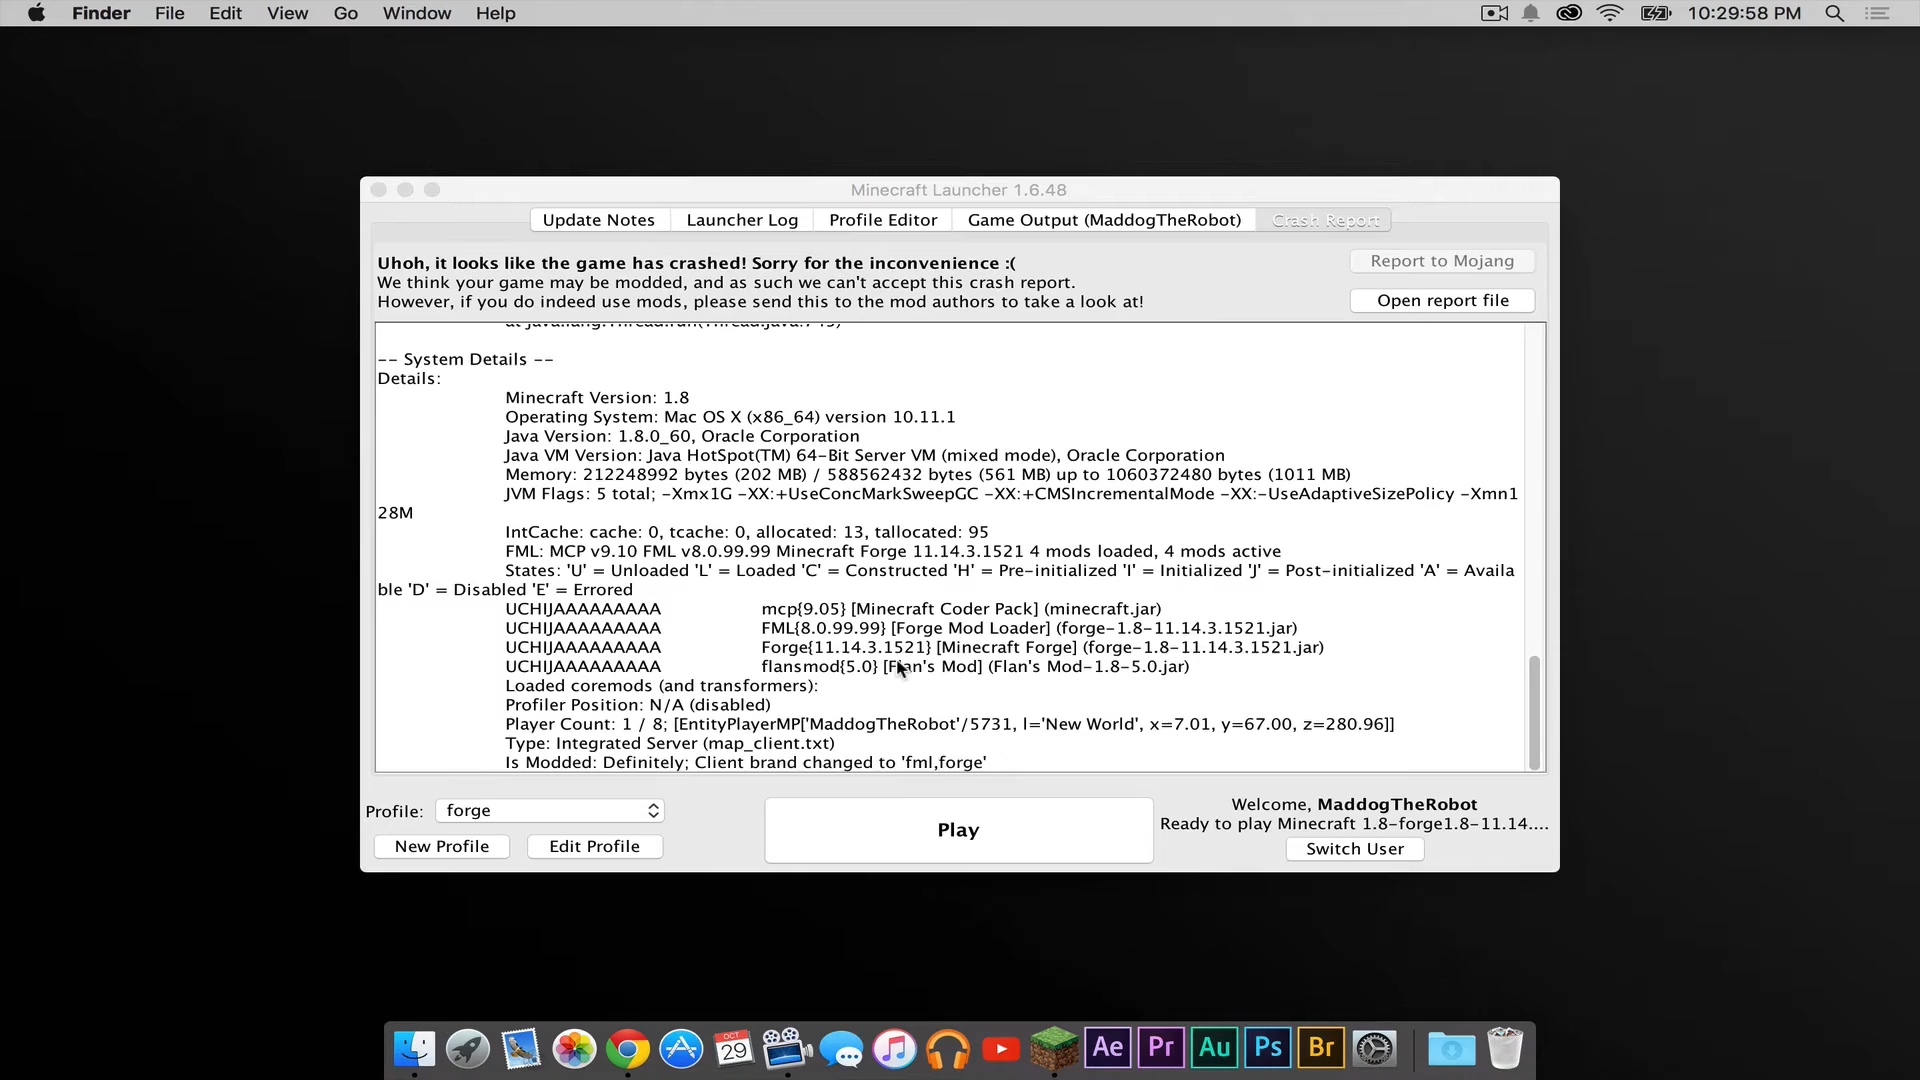 Finder File Edit View Go Window Help 10:29:58 PM
Minecraft Launcher 1.6.48
Update Notes Launcher Log Profile Editor Game Output (MaddogTheRobot) Crash Report
Uhoh, it looks like the game has crashed! Sorry for the inconvenience :(
Report to Mojang
We think your game may be modded, and as such we can't accept this crash report.
However, if you do indeed use mods, please send this to the mod authors to take a look at!
Open report file
at java.lang.Thread.run(Thread.java:745)
-- System Details --
Details:
Minecraft Version: 1.8
Operating System: Mac OS X (x86_64) version 10.11.1
Java Version: 1.8.0_60, Oracle Corporation
Java VM Version: Java HotSpot(TM) 64-Bit Server VM (mixed mode), Oracle Corporation
Memory: 212248992 bytes (202 MB) / 588562432 bytes (561 MB) up to 1060372480 bytes (1011 MB)
JVM Flags: 5 total; -Xmx1G -XX:+UseConcMarkSweepGC -XX:+CMSIncrementalMode -XX:-UseAdaptiveSizePolicy -Xmn1
28M
IntCache: cache: 0, tcache: 0, allocated: 13, tallocated: 95
FML: MCP v9.10 FML v8.0.99.99 Minecraft Forge 11.14.3.1521 4 mods loaded, 4 mods active
States: 'U' = Unloaded 'L' = Loaded 'C' = Constructed 'H' = Pre-initialized 'I' = Initialized 'J' = Post-initialized 'A' = Availa
ble 'D' = Disabled 'E' = Errored
UCHIJAAAAAAAAA mcp{9.05} [Minecraft Coder Pack] (minecraft.jar)
UCHIJAAAAAAAAA FML{8.0.99.99} [Forge Mod Loader] (forge-1.8-11.14.3.1521.jar)
UCHIJAAAAAAAAA Forge{11.14.3.1521} [Minecraft Forge] (forge-1.8-11.14.3.1521.jar)
UCHIJAAAAAAAAA flansmod{5.0} [Flan's Mod] (Flan's Mod-1.8-5.0.jar)
Loaded coremods (and transformers):
Profiler Position: N/A (disabled)
Player Count: 1 / 8; [EntityPlayerMP['MaddogTheRobot'/5731, l='New World', x=7.01, y=67.00, z=280.96]]
Type: Integrated Server (map_client.txt)
Is Modded: Definitely; Client brand changed to 'fml,forge'
Profile: forge
New Profile Edit Profile
Play
Welcome, MaddogTheRobot
Ready to play Minecraft 1.8-forge1.8-11.14....
Switch User
OCT
29
Ae Pr Au Ps Br